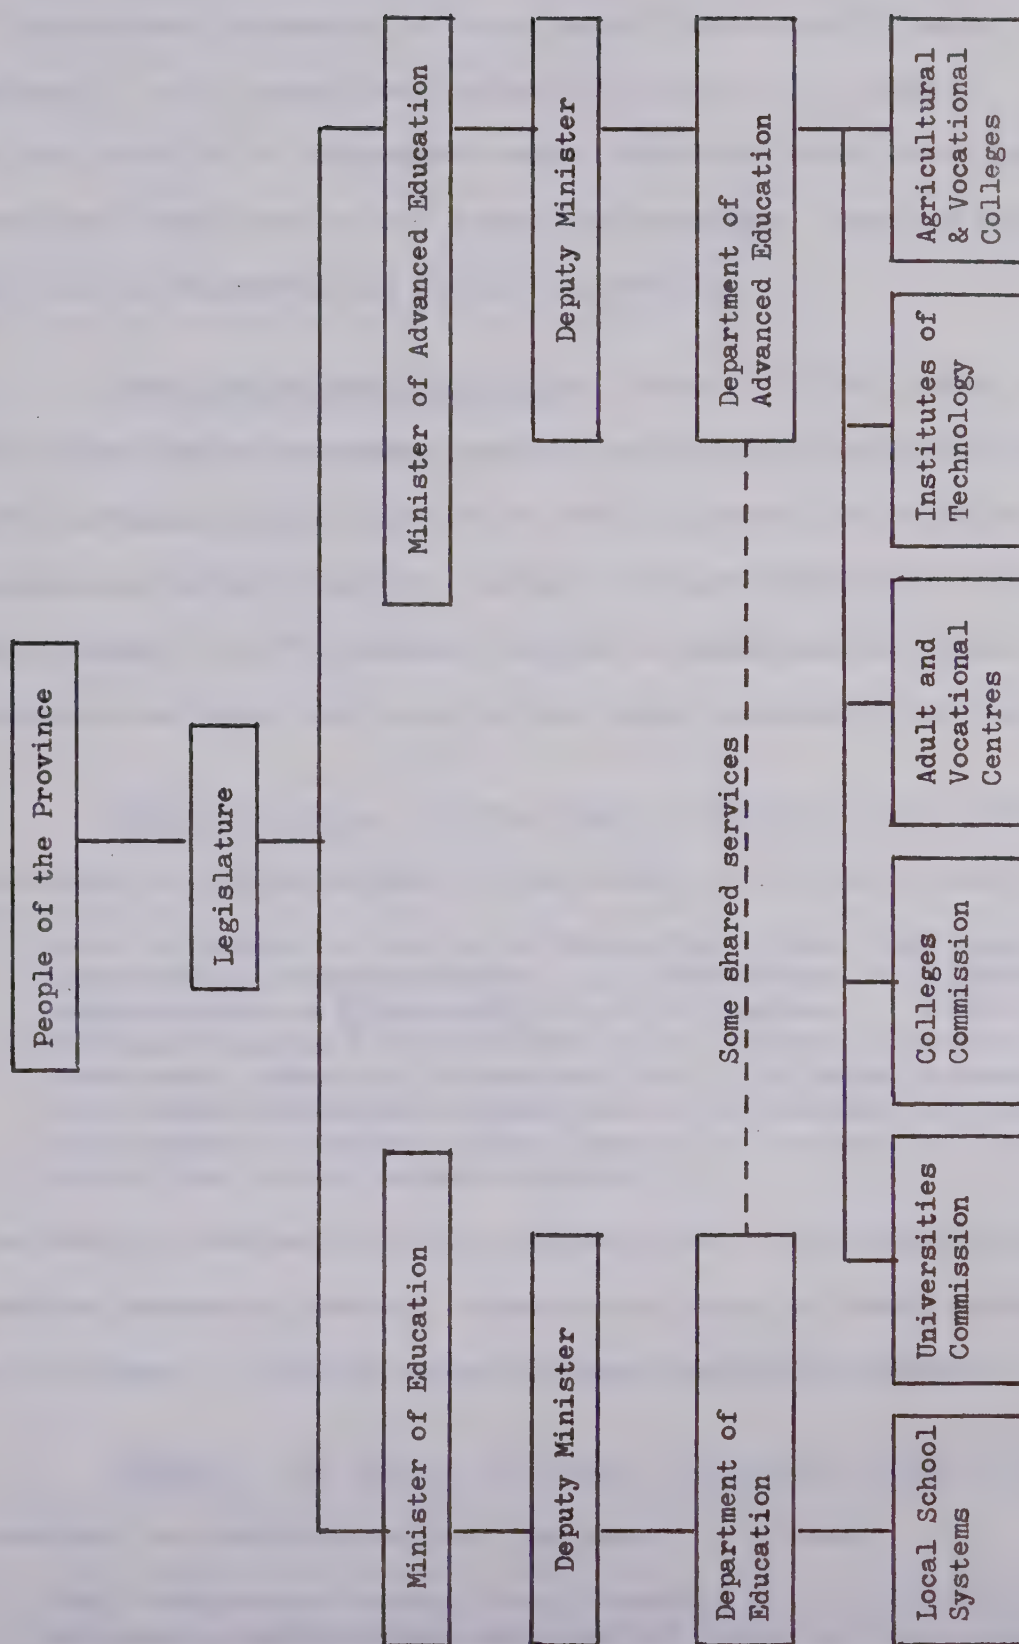 People of the Province
Legislature
Minister of Education
Minister of Advanced Education
Deputy Minister
Deputy Minister
Department of
Education
Some shared services
Department of
Advanced Education
Local School
Systems
Universities
Commission
Colleges
Commission
Adult and
Vocational
Centres
Institutes of
Technology
Agricultural
& Vocational
Colleges